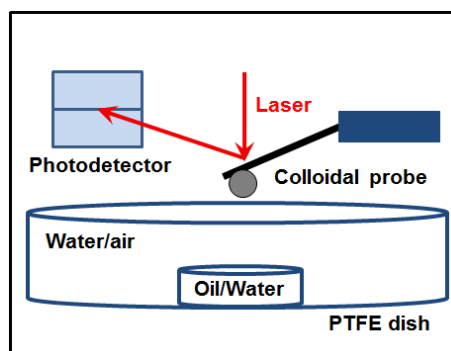 Laser
Photodetector
Colloidal probe
Water/air
Oil/Water
PTFE dish